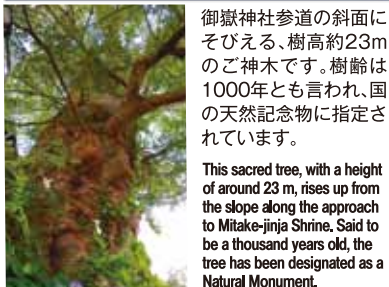 御嶽神社参道の斜面に
そびえる、樹高約23m
のご神木です。樹齢は
1000年とも言われ、国
の天然記念物に指定さ
れています。
This sacred tree, with a height
of around 23 m, rises up from
the slope along the approach
to Mitake-jinja Shrine. Said to
be a thousand years old, the
tree has been designated as a
Natural Monument.